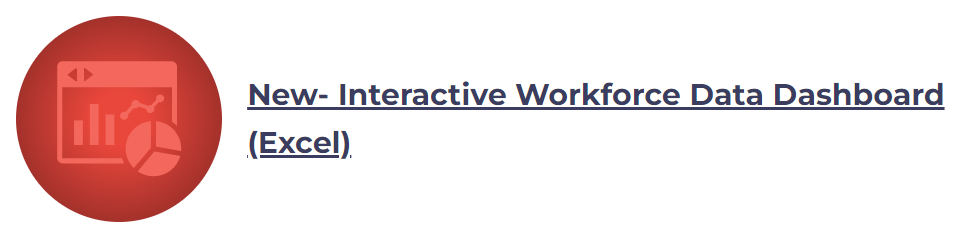 New- Interactive Workforce Data Dashboard
(Excel)